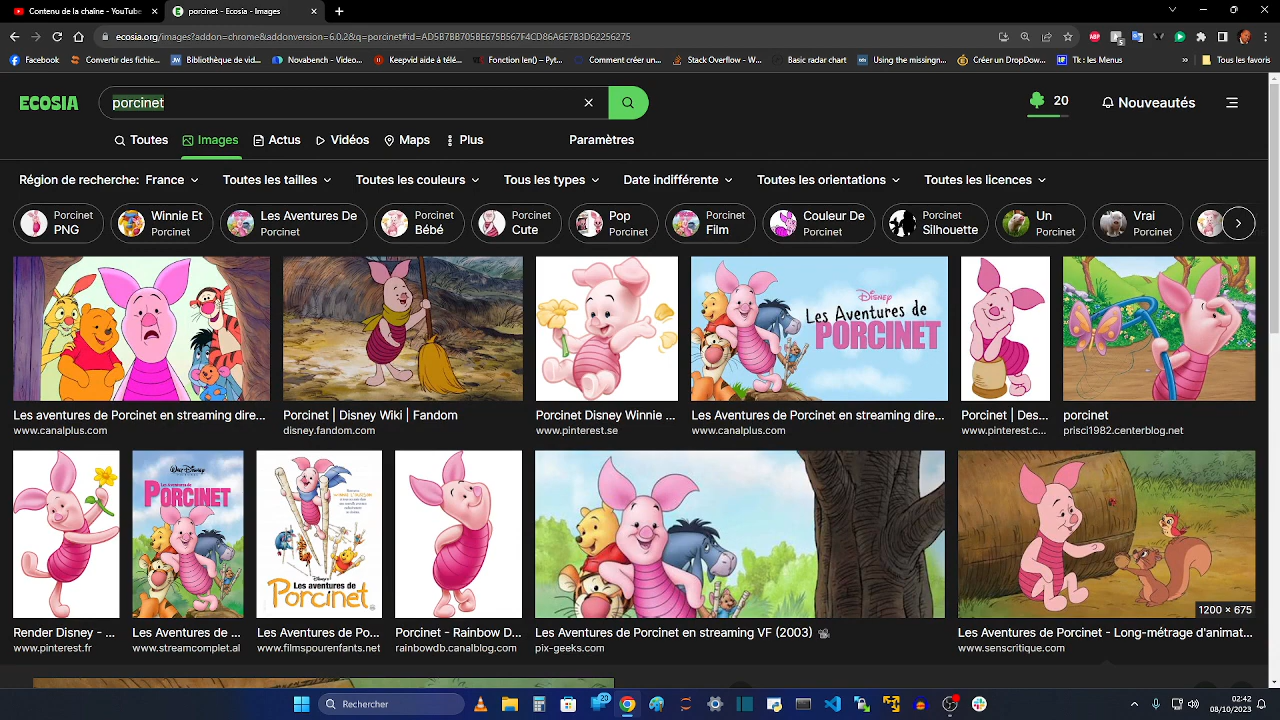 Contenu de la chaîne - YouTube
porcinet - Ecosia - Images
ecosia.org/images?addon=chrome&addonversion=6.0.2&q=porcinet#id=AD5B7BB705BE675B567F4CD86A6E7B3D62256275
Facebook
Convertir des fichie...
Bibliothèque de vid...
Novabench - Videoc...
Keepvid aide à télé...
Fonction len() - Pyt...
Comment créer un...
Stack Overflow - W...
Basic radar chart
Using the missingn...
Créer un DropDow...
Tk : les Menus
»
Tous les favoris
ECOSIA
porcinet
20
Nouveautés
Toutes
Images
Actus
Vidéos
Maps
Plus
Paramètres
Région de recherche: France
Toutes les tailles
Toutes les couleurs
Tous les types
Date indifférente
Toutes les orientations
Toutes les licences
Porcinet
PNG
Winnie Et
Porcinet
Les Aventures De
Porcinet
Porcinet
Bébé
Porcinet
Cute
Pop
Porcinet
Porcinet
Film
Couleur De
Porcinet
Porcinet
Silhouette
Un
Porcinet
Vrai
Porcinet
Disney
Les Aventures de
PORCINET
Les aventures de Porcinet en streaming dire...
www.canalplus.com
Porcinet | Disney Wiki | Fandom
disney.fandom.com
Porcinet Disney Winnie ...
www.pinterest.se
Les Aventures de Porcinet en streaming dire...
www.canalplus.com
Porcinet | Des...
www.pinterest.c...
porcinet
prisci1982.centerblog.net
WALT DISNEY
Les Aventures de
PORCINET
Disney
Les aventures de
Porcinet
1200 × 675
Render Disney - ...
www.pinterest.fr
Les Aventures de ...
www.streamcomplet.al
Les Aventures de Po...
www.filmspourenfants.net
Porcinet - Rainbow D...
rainbowdb.canalblog.com
Les Aventures de Porcinet en streaming VF (2003)
pix-geeks.com
Les Aventures de Porcinet - Long-métrage d'animat...
www.senscritique.com
Rechercher
20
02:42
08/10/2023